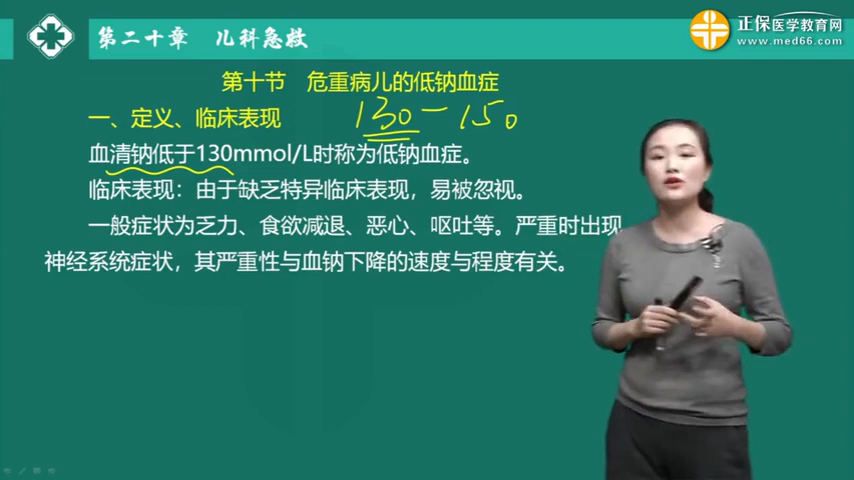 第二十章 儿科急救
正保医学教育网
www.med66.com
第十节 危重病儿的低钠血症
一、定义、临床表现
130-150
血清钠低于130mmol/L时称为低钠血症。
临床表现：由于缺乏特异临床表现，易被忽视。
一般症状为乏力、食欲减退、恶心、呕吐等。严重时出现
神经系统症状，其严重性与血钠下降的速度与程度有关。